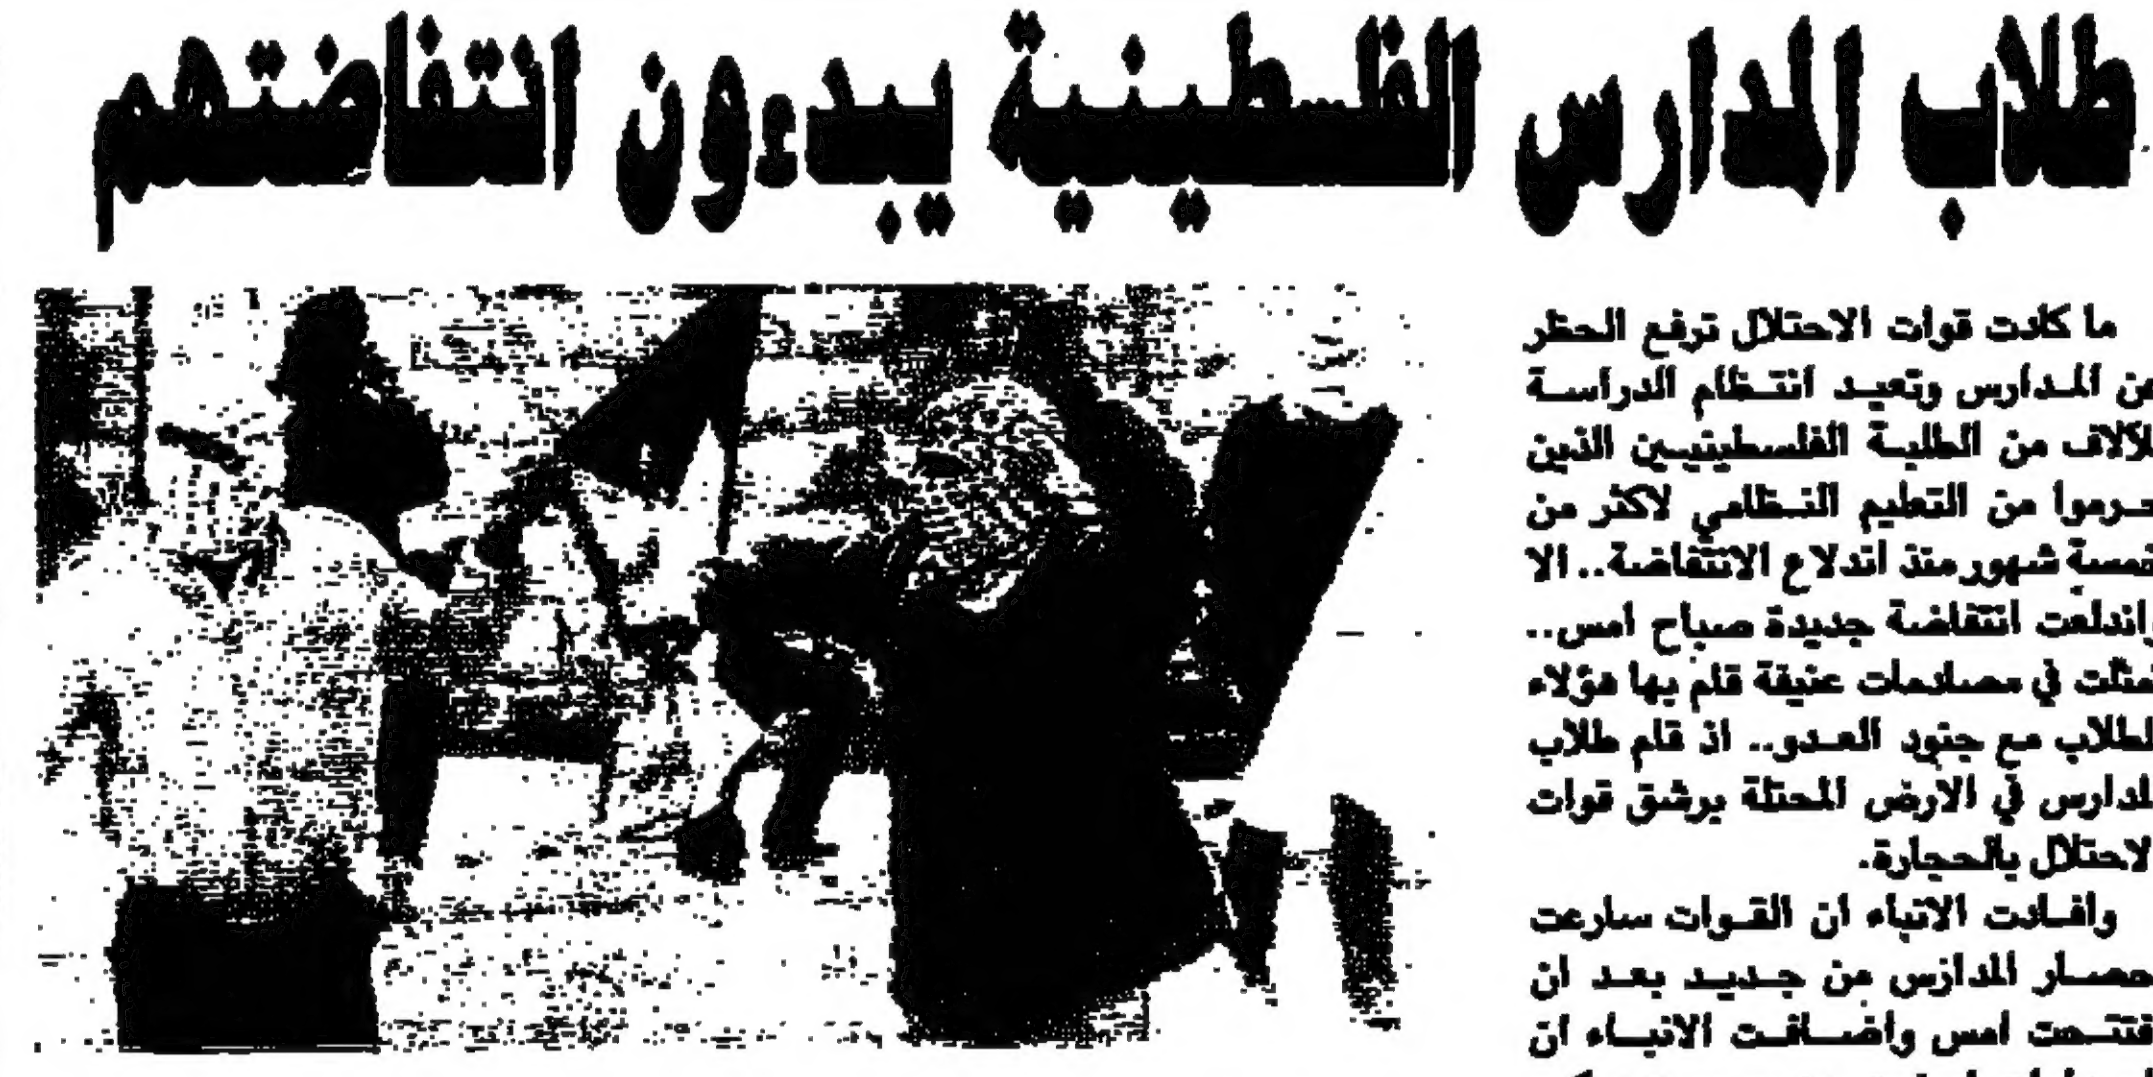 طلاب المدارس الفلسطينية يبدءون انتفاضتهم
ما كادت قوات الاحتلال ترفع الحظر
عن المدارس وتعيد انتظام الدراسة
لآلاف من الطلبة الفلسطينيين الذين
حرموا من التعليم النظامي لاكثر من
خمسة شهور منذ اندلاع الانتفاضة.. الا
واندلعت انتفاضة جديدة صباح امس..
تمثلت في مصادمات عنيفة قام بها هؤلاء
الطلاب مع جنود العدو.. اذ قام طلاب
المدارس في الارض المحتلة برشق قوات
الاحتلال بالحجارة.
وافادت الانباء ان القوات سارعت
حصار المدارس من جديد بعد ان
افتتحت امس واضافت الانباء ان